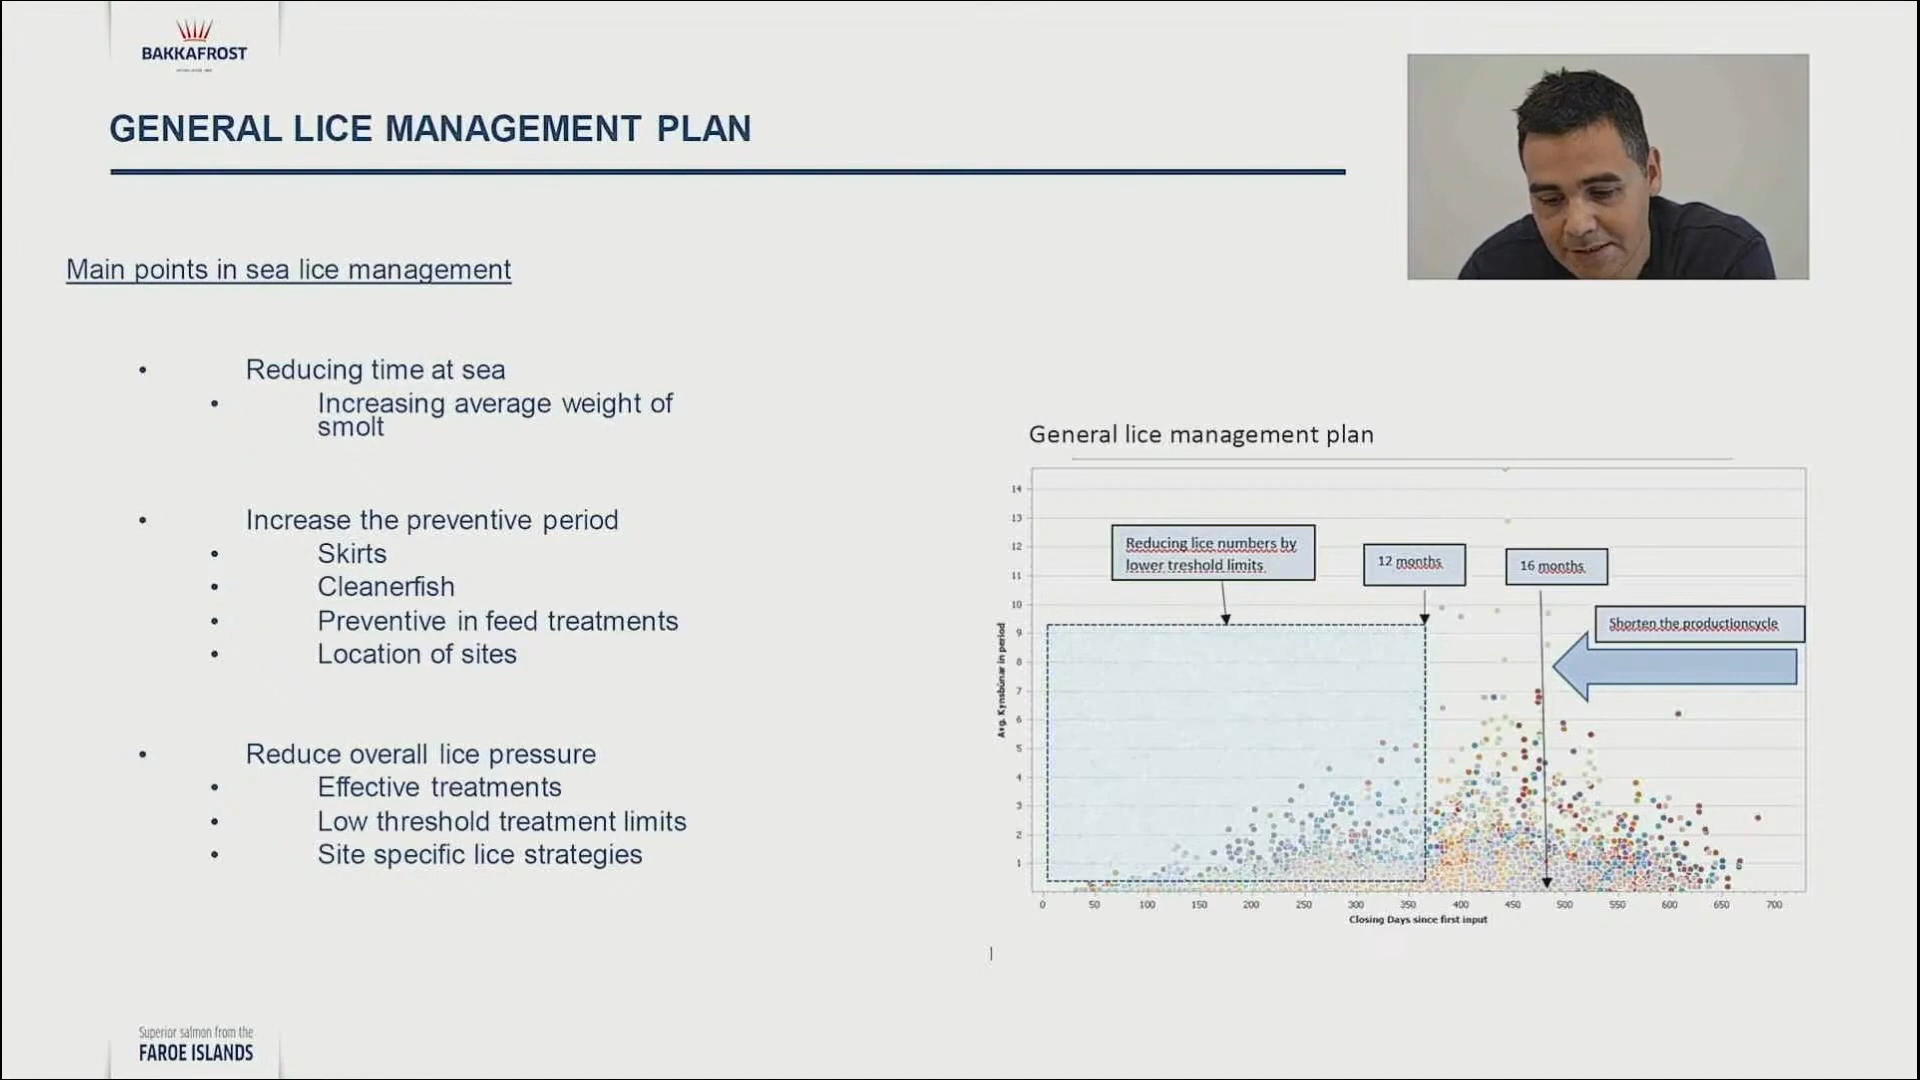 BAKKAFROST
GENERAL LICE MANAGEMENT PLAN
Main points in sea lice management
• Reducing time at sea
• Increasing average weight of
smolt
• Increase the preventive period
• Skirts
• Cleanerfish
• Preventive in feed treatments
• Location of sites
• Reduce overall lice pressure
• Effective treatments
• Low threshold treatment limits
• Site specific lice strategies
General lice management plan
14
13
12
11
10
9
8
7
6
5
4
3
2
1
Avg. Kynsbúnar in period
Reducing lice numbers by
lower treshold limits
12 months
16 months
Shorten the productioncycle
0 50 100 150 200 250 300 350 400 450 500 550 600 650 700
Closing Days since first input
Superior salmon from the
FAROE ISLANDS